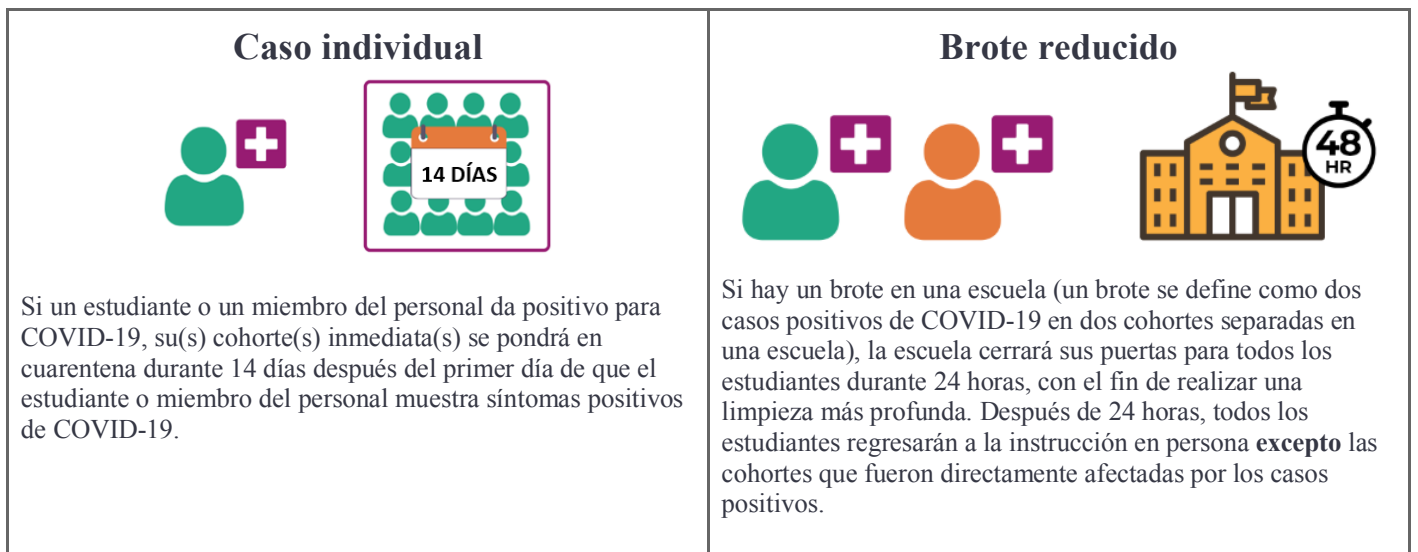 Caso individual
14 DÍAS
Si un estudiante o un miembro del personal da positivo para
COVID-19, su(s) cohorte(s) inmediata(s) se pondrá en
cuarentena durante 14 días después del primer día de que el
estudiante o miembro del personal muestra síntomas positivos
de COVID-19.
Brote reducido
48
HR
Si hay un brote en una escuela (un brote se define como dos
casos positivos de COVID-19 en dos cohortes separadas en
una escuela), la escuela cerrará sus puertas para todos los
estudiantes durante 24 horas, con el fin de realizar una
limpieza más profunda. Después de 24 horas, todos los
estudiantes regresarán a la instrucción en persona excepto las
cohortes que fueron directamente afectadas por los casos
positivos.